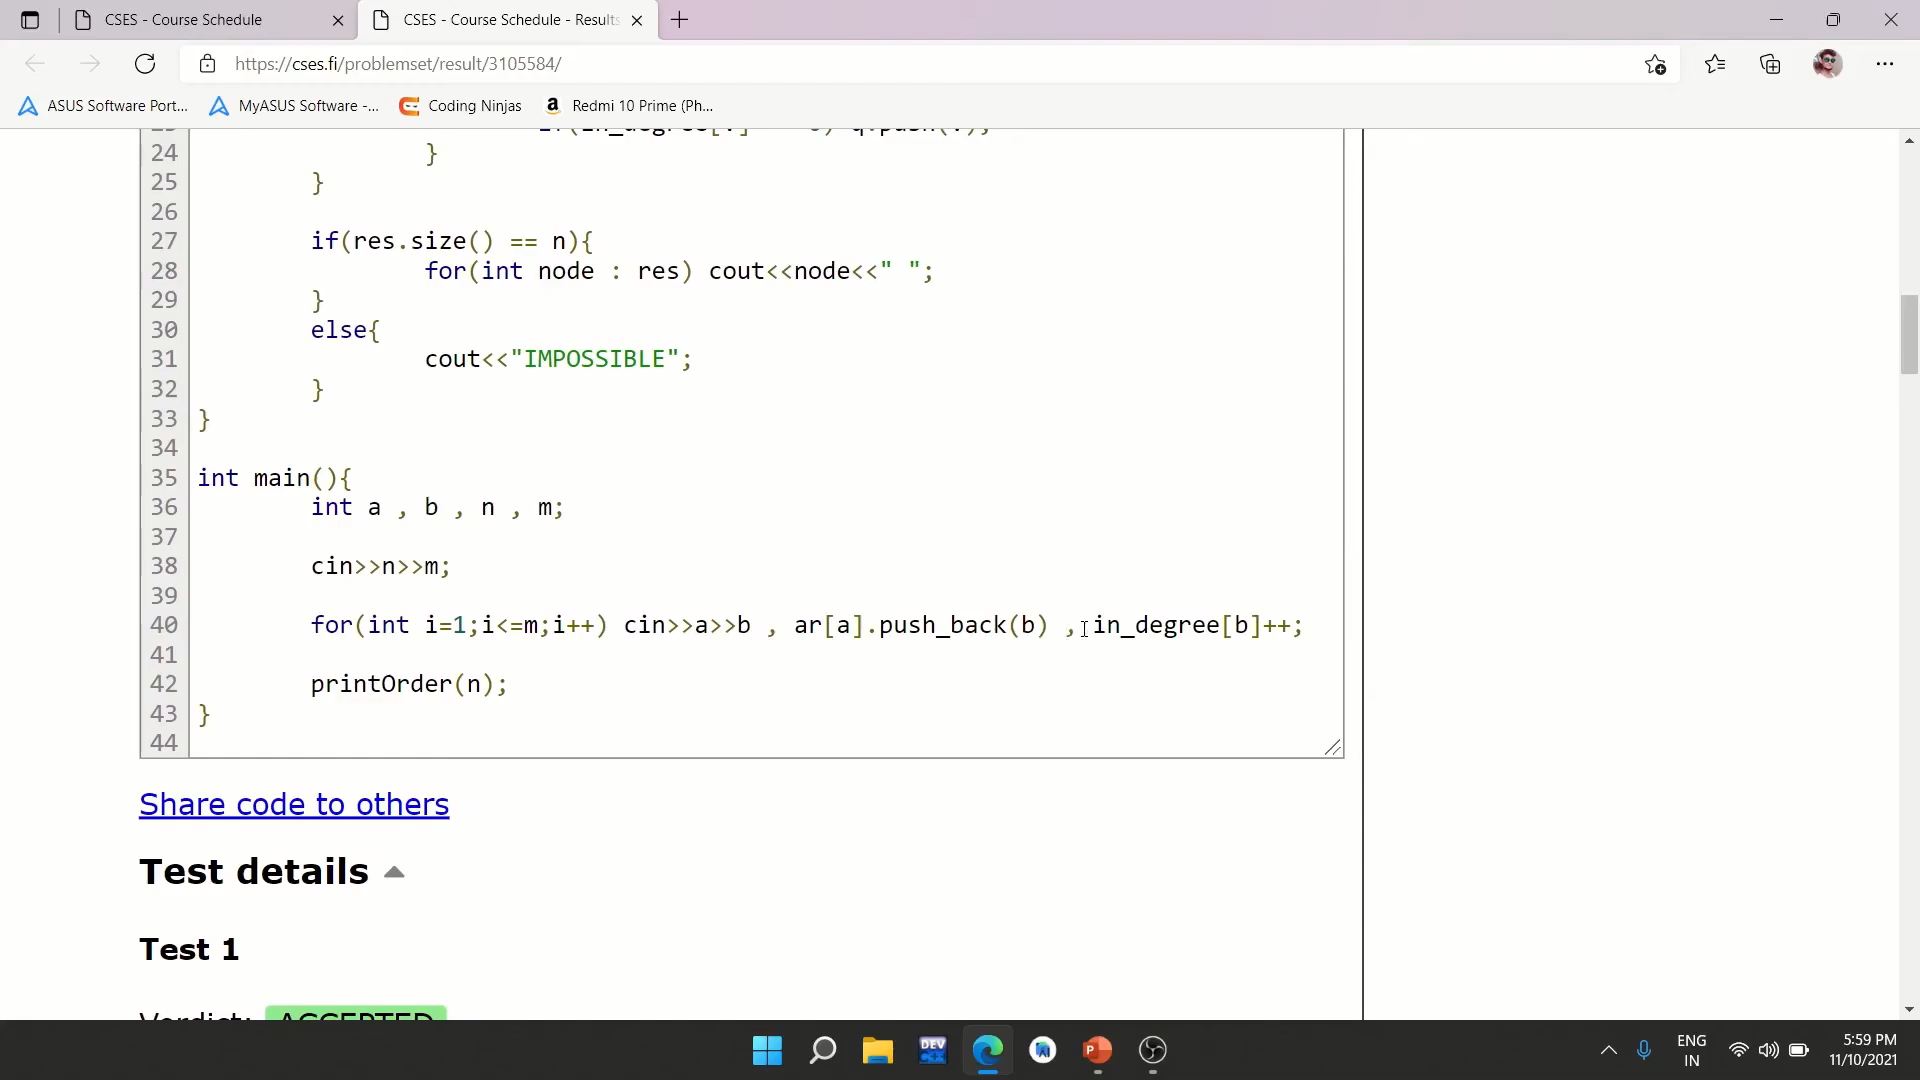 CSES - Course Schedule
CSES - Course Schedule - Results
https://cses.fi/problemset/result/3105584/
ASUS Software Port...
MyASUS Software -...
Coding Ninjas
Redmi 10 Prime (Ph...
24 }
25 }
26
27 if(res.size() == n){
28 for(int node : res) cout<<node<<" ";
29 }
30 else{
31 cout<<"IMPOSSIBLE";
32 }
33 }
34
35 int main(){
36 int a , b , n , m;
37
38 cin>>n>>m;
39
40 for(int i=1;i<=m;i++) cin>>a>>b , ar[a].push_back(b) , in_degree[b]++;
41
42 printOrder(n);
43 }
44
Share code to others
Test details
Test 1
Verdict: ACCEPTED
DEV
ENG
IN
5:59 PM
11/10/2021